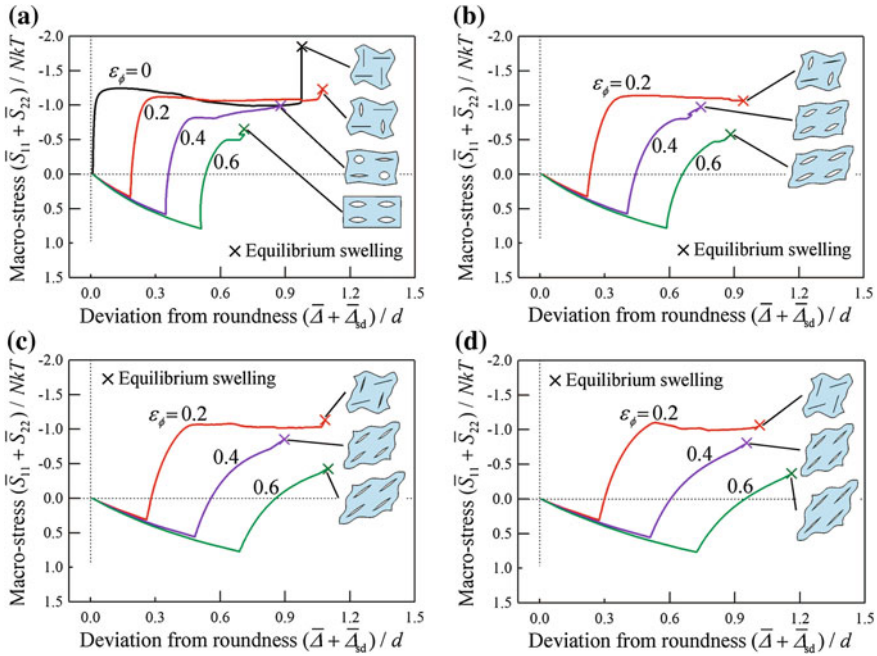 (a)
Macro-stress (S̅₁₁ + S̅₂₂) / NkT
-2.0
-1.5
-1.0
-0.5
0.0
0.5
1.0
1.5
ε_ϕ = 0
0.2
0.4
0.6
× Equilibrium swelling
0.0 0.3 0.6 0.9 1.2 1.5
Deviation from roundness (Δ̅ + Δ̅_sd) / d
(b)
Macro-stress (S̅₁₁ + S̅₂₂) / NkT
-2.0
-1.5
-1.0
-0.5
0.0
0.5
1.0
1.5
ε_ϕ = 0.2
0.4
0.6
× Equilibrium swelling
0.0 0.3 0.6 0.9 1.2 1.5
Deviation from roundness (Δ̅ + Δ̅_sd) / d
(c)
Macro-stress (S̅₁₁ + S̅₂₂) / NkT
-2.0
-1.5
-1.0
-0.5
0.0
0.5
1.0
1.5
× Equilibrium swelling
ε_ϕ = 0.2
0.4
0.6
0.0 0.3 0.6 0.9 1.2 1.5
Deviation from roundness (Δ̅ + Δ̅_sd) / d
(d)
Macro-stress (S̅₁₁ + S̅₂₂) / NkT
-2.0
-1.5
-1.0
-0.5
0.0
0.5
1.0
1.5
× Equilibrium swelling
ε_ϕ = 0.2
0.4
0.6
0.0 0.3 0.6 0.9 1.2 1.5
Deviation from roundness (Δ̅ + Δ̅_sd) / d